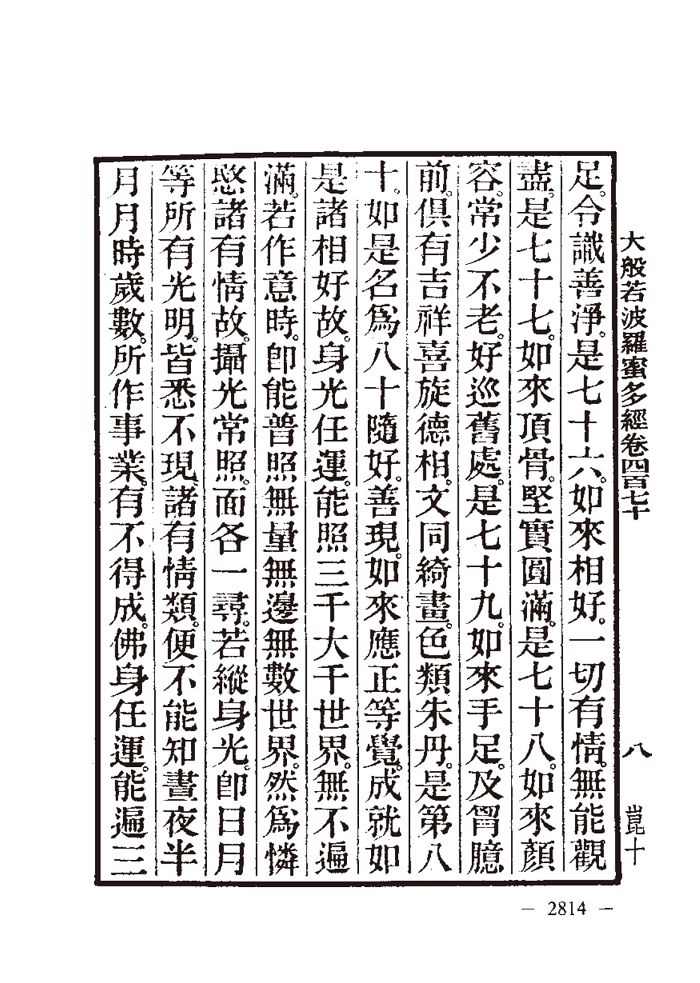 大般若波羅蜜多經卷四百七十
八
崑十
足。令識善淨。是七十六。如來相好。一切有情。無能觀
盡。是七十七。如來頂骨。堅實圓滿。是七十八。如來顏
容。常少不老。好巡舊處。是七十九。如來手足。及胷臆
前。俱有吉祥喜旋德相。文同綺畫。色類朱丹。是第八
十。如是名爲八十隨好。善現。如來應正等覺。成就如
是諸相好故。身光任運。能照三千大千世界。無不遍
滿。若作意時。卽能普照無量無邊無數世界。然爲憐
愍諸有情故。攝光常照。面各一尋。若縱身光。卽日月
等所有光明。皆悉不現。諸有情類。便不能知晝夜半
月月時歲數。所作事業。有不得成。佛身任運。能遍三
— 2814 —